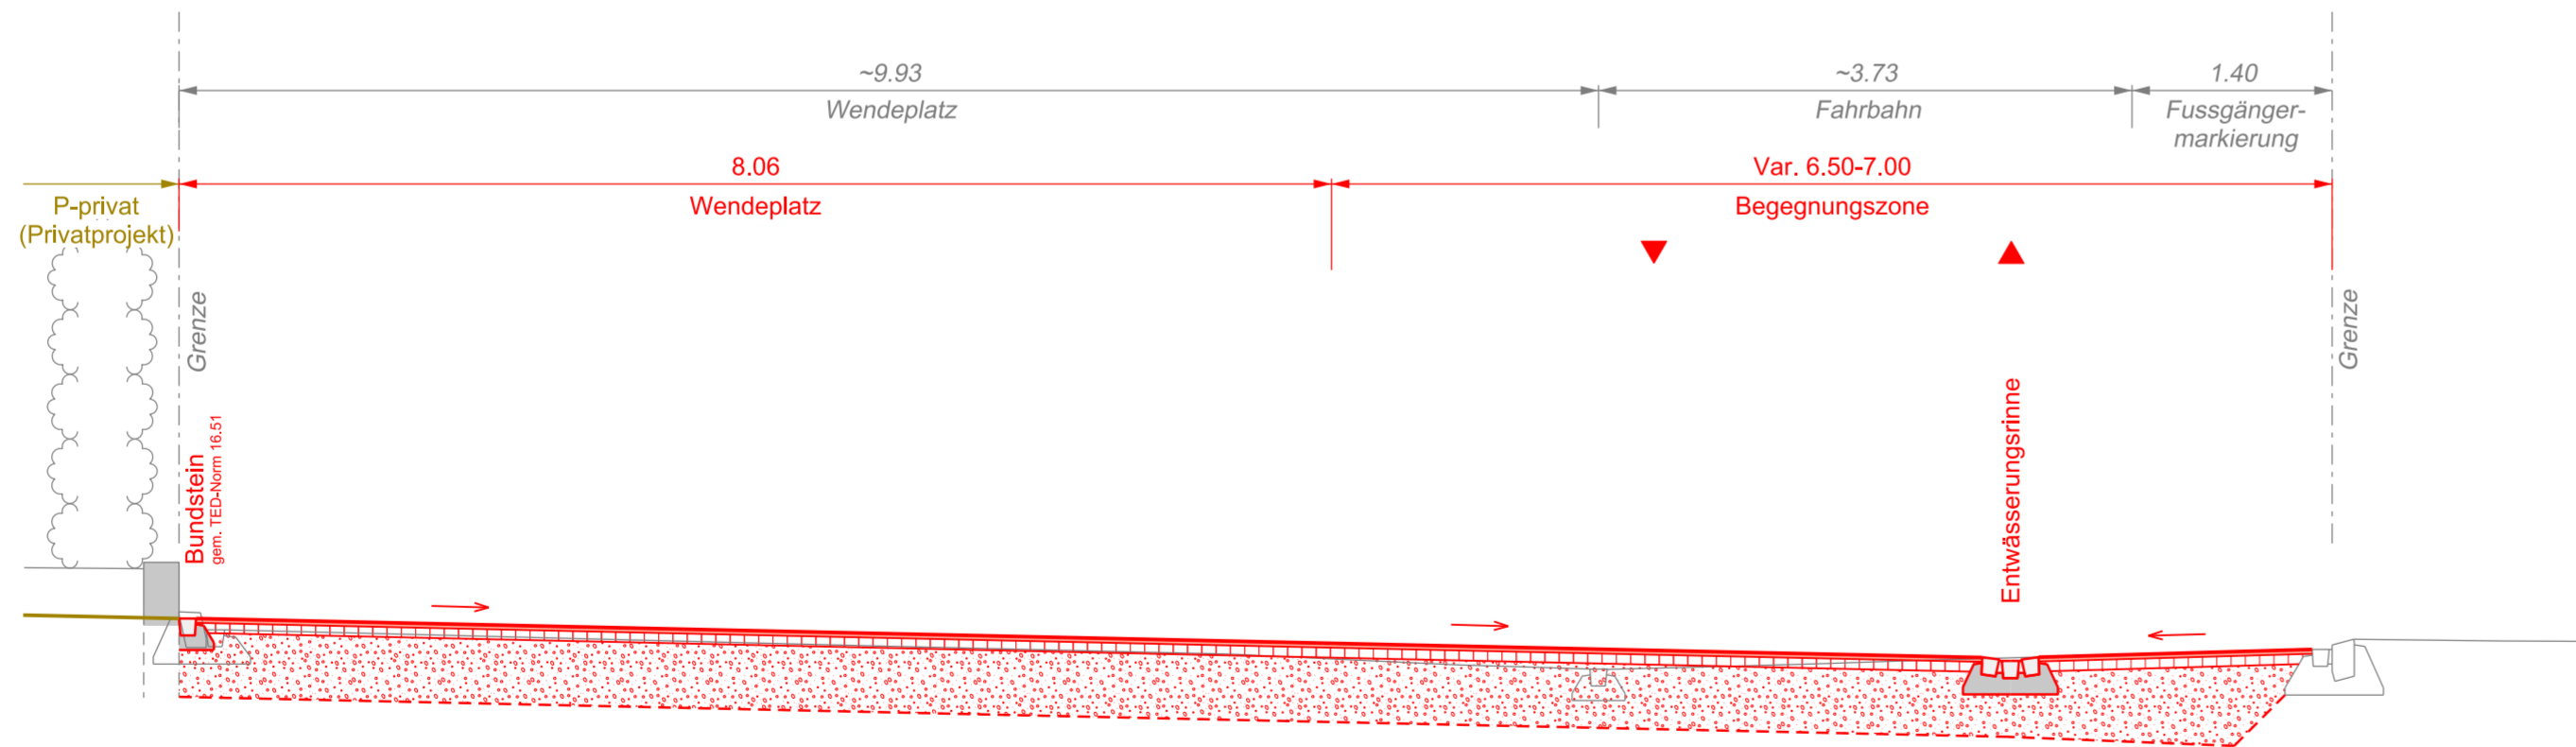 ~9.93
~3.73
1.40
Wendeplatz
Fahrbahn
Fussgänger-
markierung
8.06
Var. 6.50-7.00
P-privat
(Privatprojekt)
Wendeplatz
Begegnungszone
Grenze
Grenze
Bundstein
gem. TED-Norm 16.51
Entwässerungsrinne